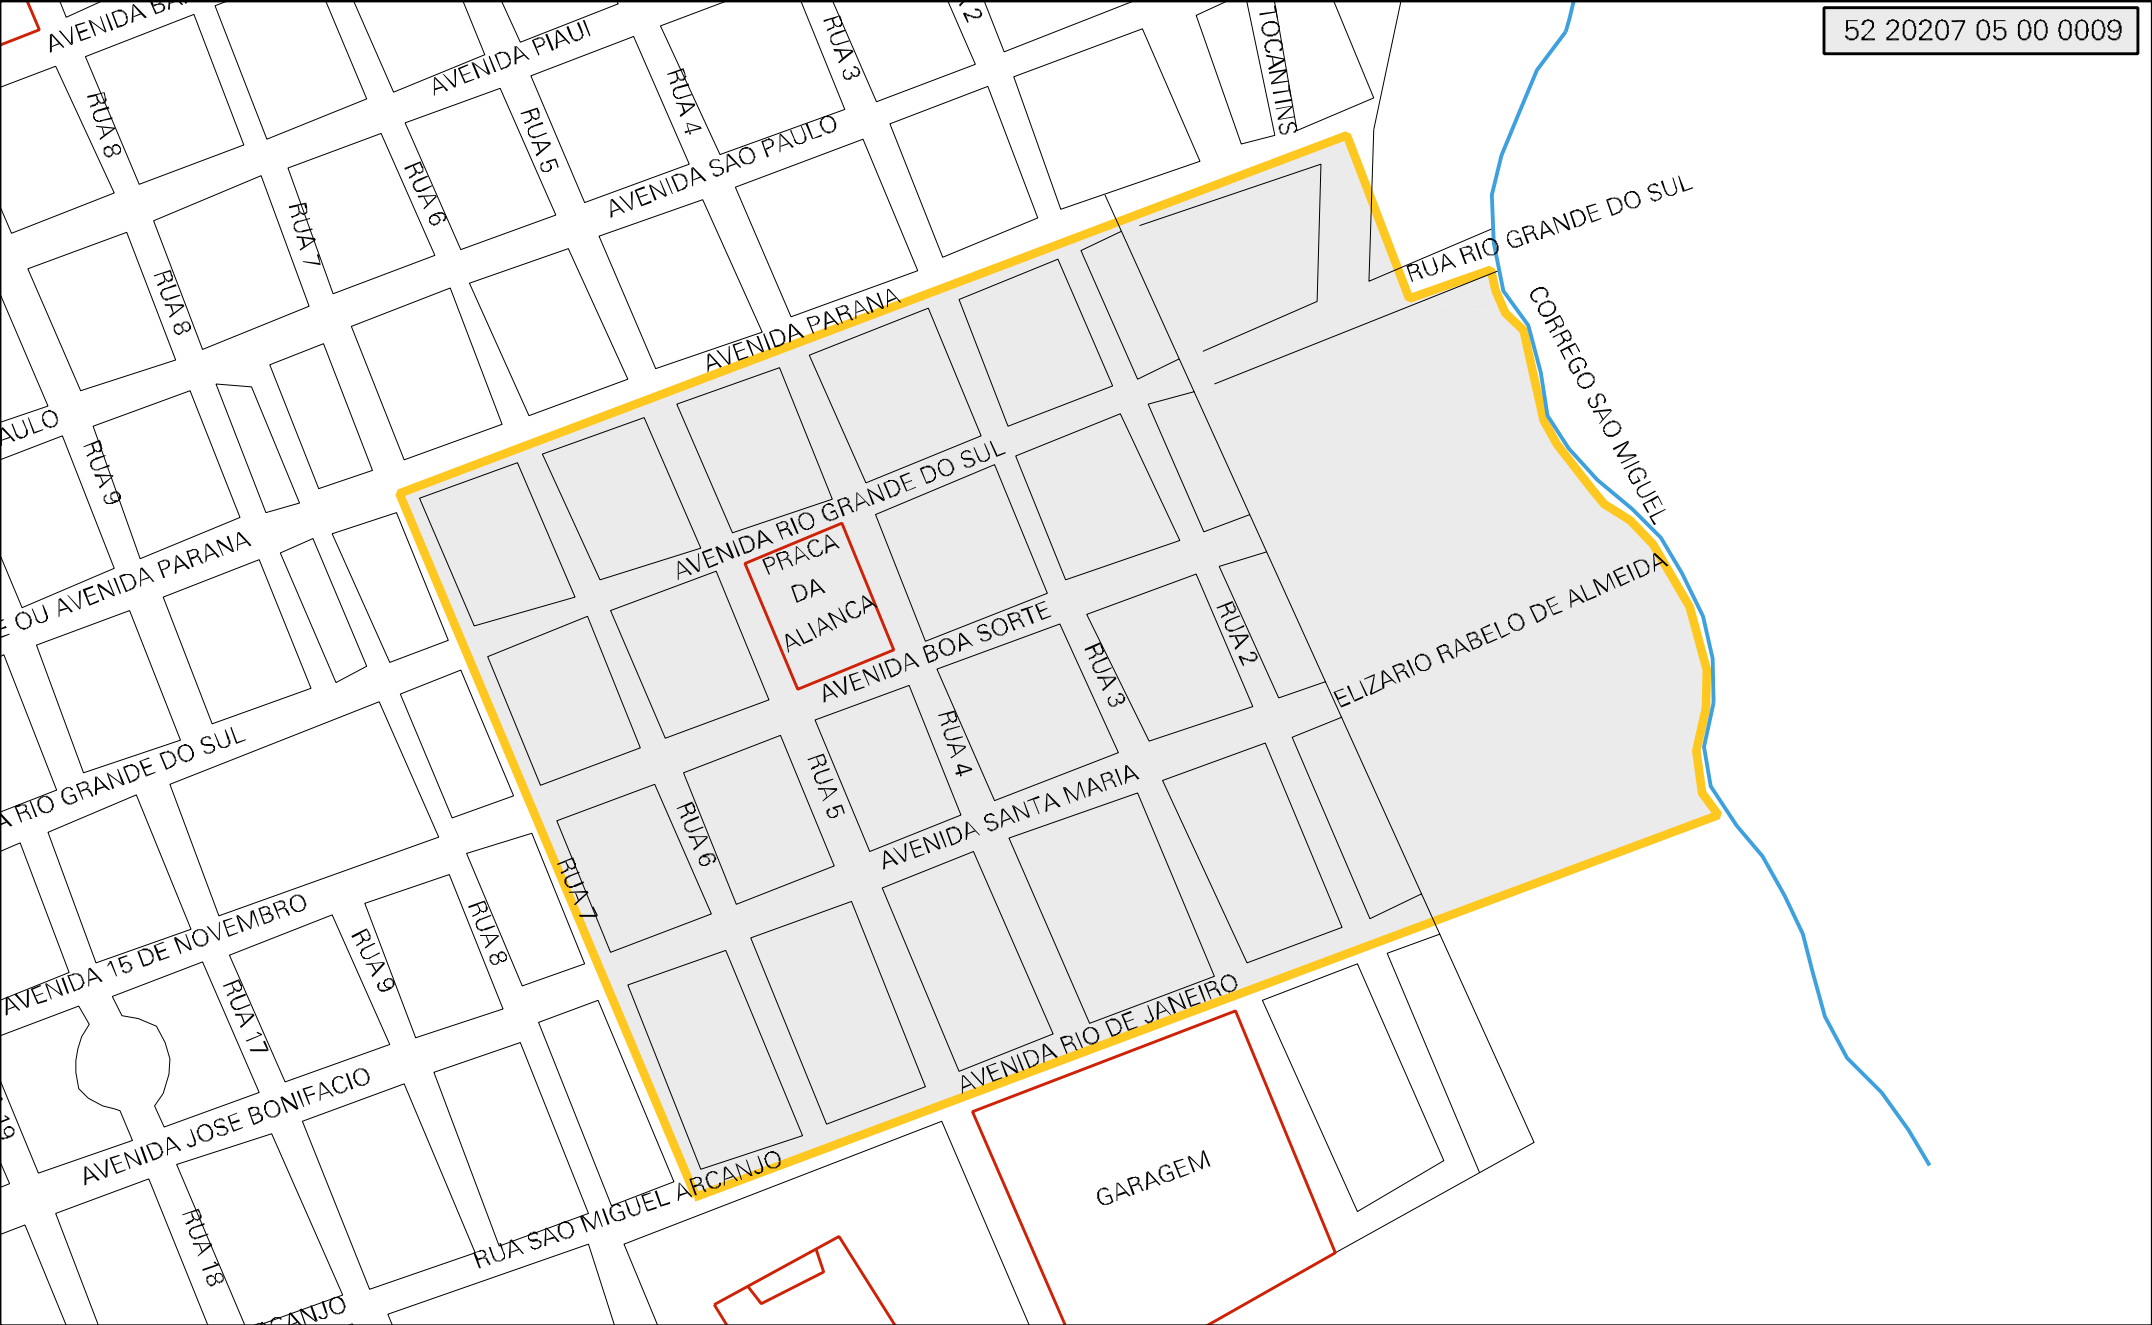 52 20207 05 00 0009
AVENIDA BA
AVENIDA PIAUI
RUA 3
2
TOCANTINS
RUA 8
RUA 4
RUA 5
AVENIDA SAO PAULO
RUA 6
RUA 7
RUA RIO GRANDE DO SUL
RUA 8
AVENIDA PARANA
CORREGO SAO MIGUEL
AULO
RUA 9
AVENIDA RIO GRANDE DO SUL
E OU AVENIDA PARANA
PRACA
DA
ALIANCA
AVENIDA BOA SORTE
RUA 2
ELIZARIO RABELO DE ALMEIDA
RUA 3
RUA 4
A RIO GRANDE DO SUL
RUA 5
RUA 6
AVENIDA SANTA MARIA
RUA 7
AVENIDA 15 DE NOVEMBRO
RUA 8
RUA 9
RUA 17
AVENIDA RIO DE JANEIRO
AVENIDA JOSE BONIFACIO
19
RUA SAO MIGUEL ARCANJO
GARAGEM
RUA 18
CANJO